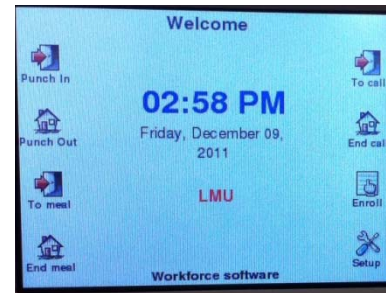 Welcome
Punch In
To call
02:58 PM
Punch Out
Friday, December 09,
2011
End call
To meal
LMU
Enroll
End meal
Workforce software
Setup